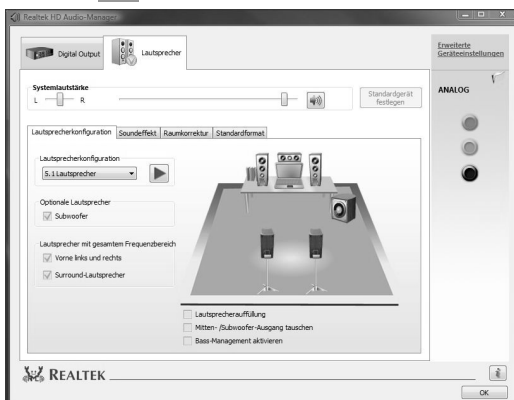 Realtek HD Audio-Manager
Digital Output
Lautsprecher
Erweiterte
Geräteeinstellungen
Systemlautstärke
L
R
Standardgerät
festlegen
ANALOG
Lautsprecherkonfiguration
Soundeffekt
Raumkorrektur
Standardformat
Lautsprecherkonfiguration
5.1 Lautsprecher
Optionale Lautsprecher
Subwoofer
Lautsprecher mit gesamtem Frequenzbereich
Vorne links und rechts
Surround-Lautsprecher
Lautsprecherauffüllung
Mitten- /Subwoofer-Ausgang tauschen
Bass-Management aktivieren
REALTEK
OK